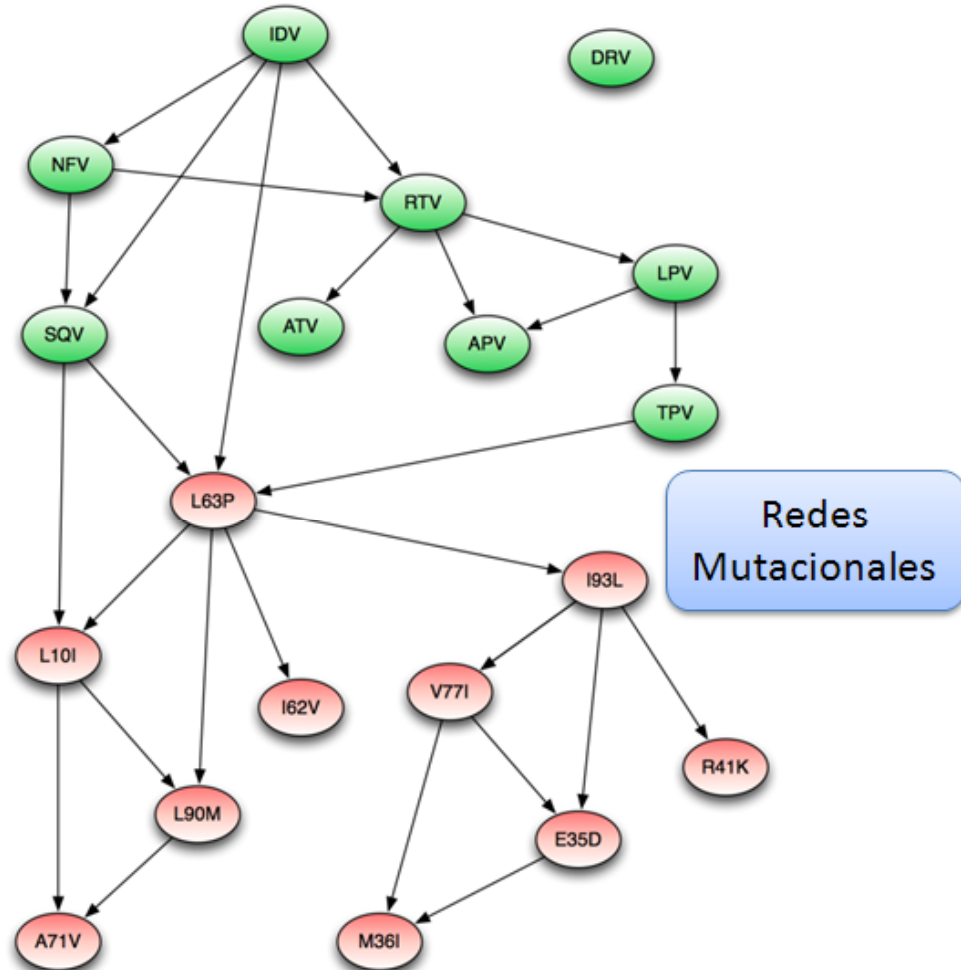 IDV
DRV
NFV
RTV
LPV
ATV
SQV
APV
TPV
L63P
Redes
Mutacionales
I93L
L10I
V77I
I62V
R41K
L90M
E35D
A71V
M36I